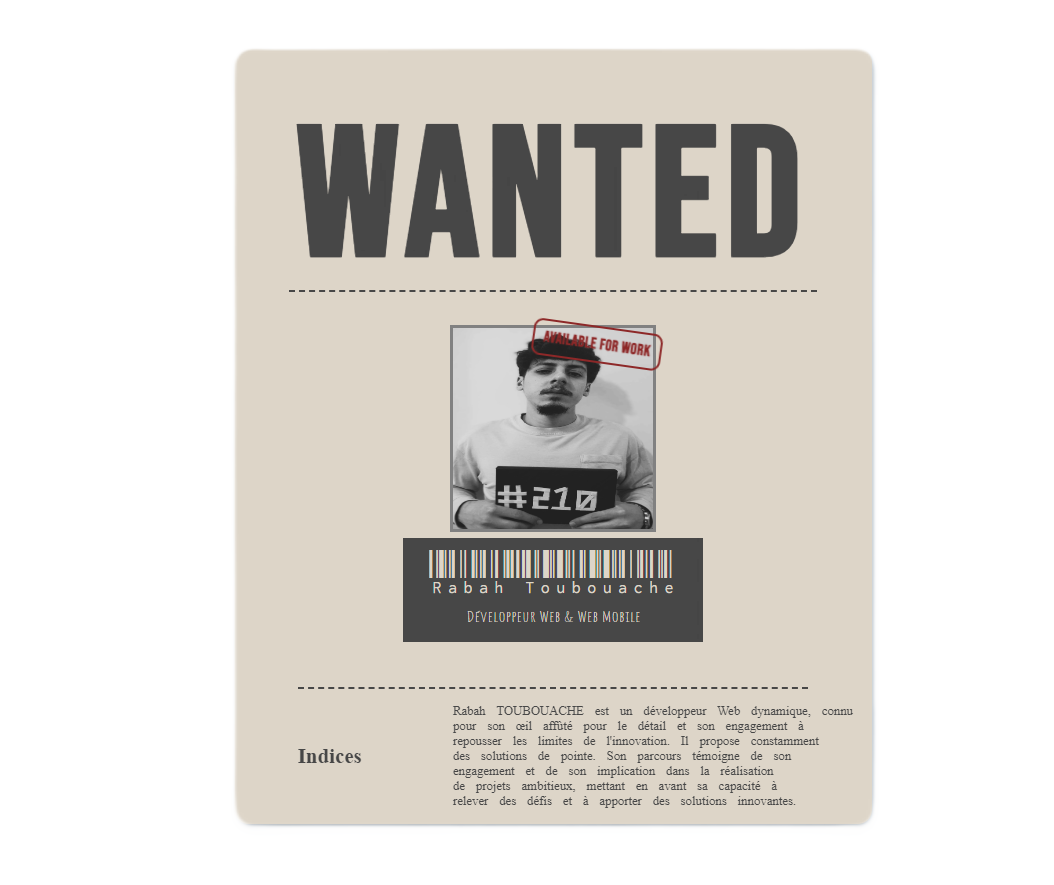 WANTED
AVAILABLE FOR WORK
#210
Rabah Toubouache
Développeur Web & Web Mobile
Indices
Rabah TOUBOUACHE est un développeur Web dynamique, connu
pour son œil affûté pour le détail et son engagement à
repousser les limites de l'innovation. Il propose constamment
des solutions de pointe. Son parcours témoigne de son
engagement et de son implication dans la réalisation
de projets ambitieux, mettant en avant sa capacité à
relever des défis et à apporter des solutions innovantes.